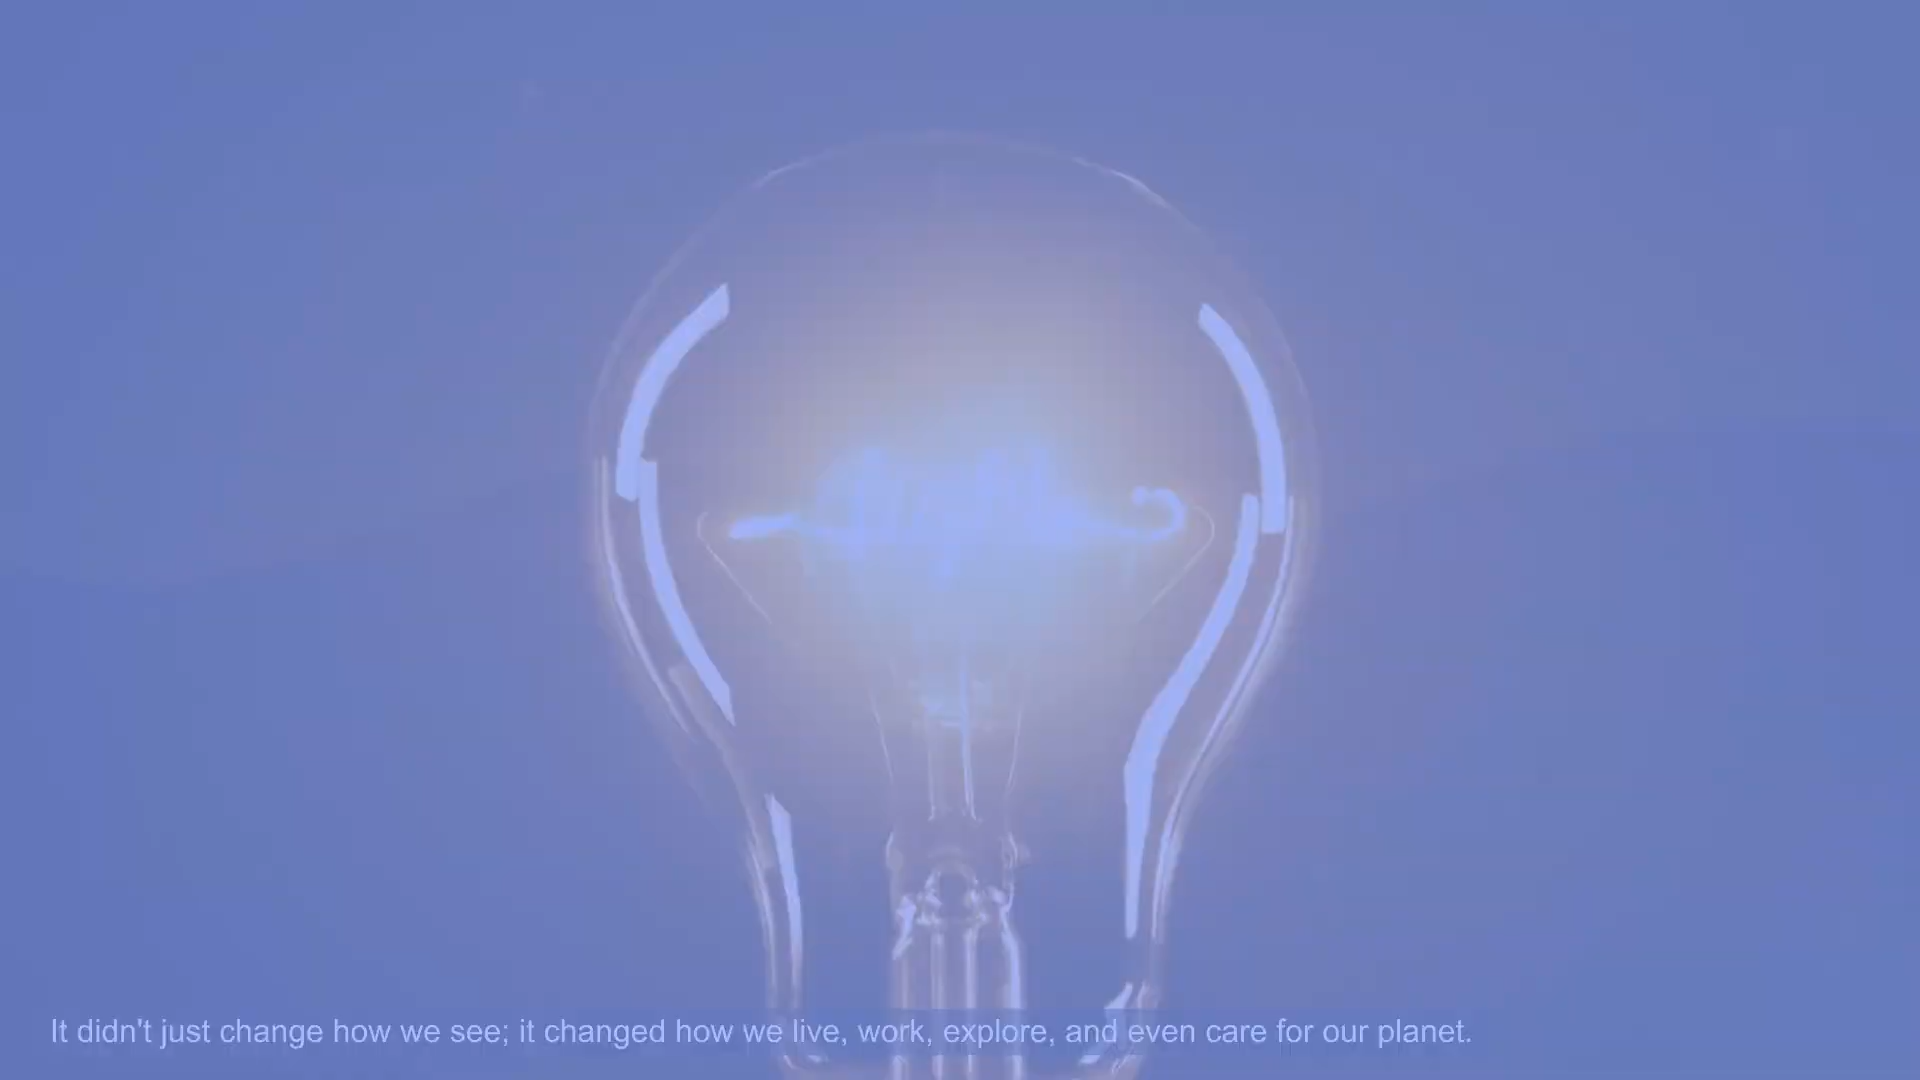 It didn't just change how we see; it changed how we live, work, explore, and even care for our planet.